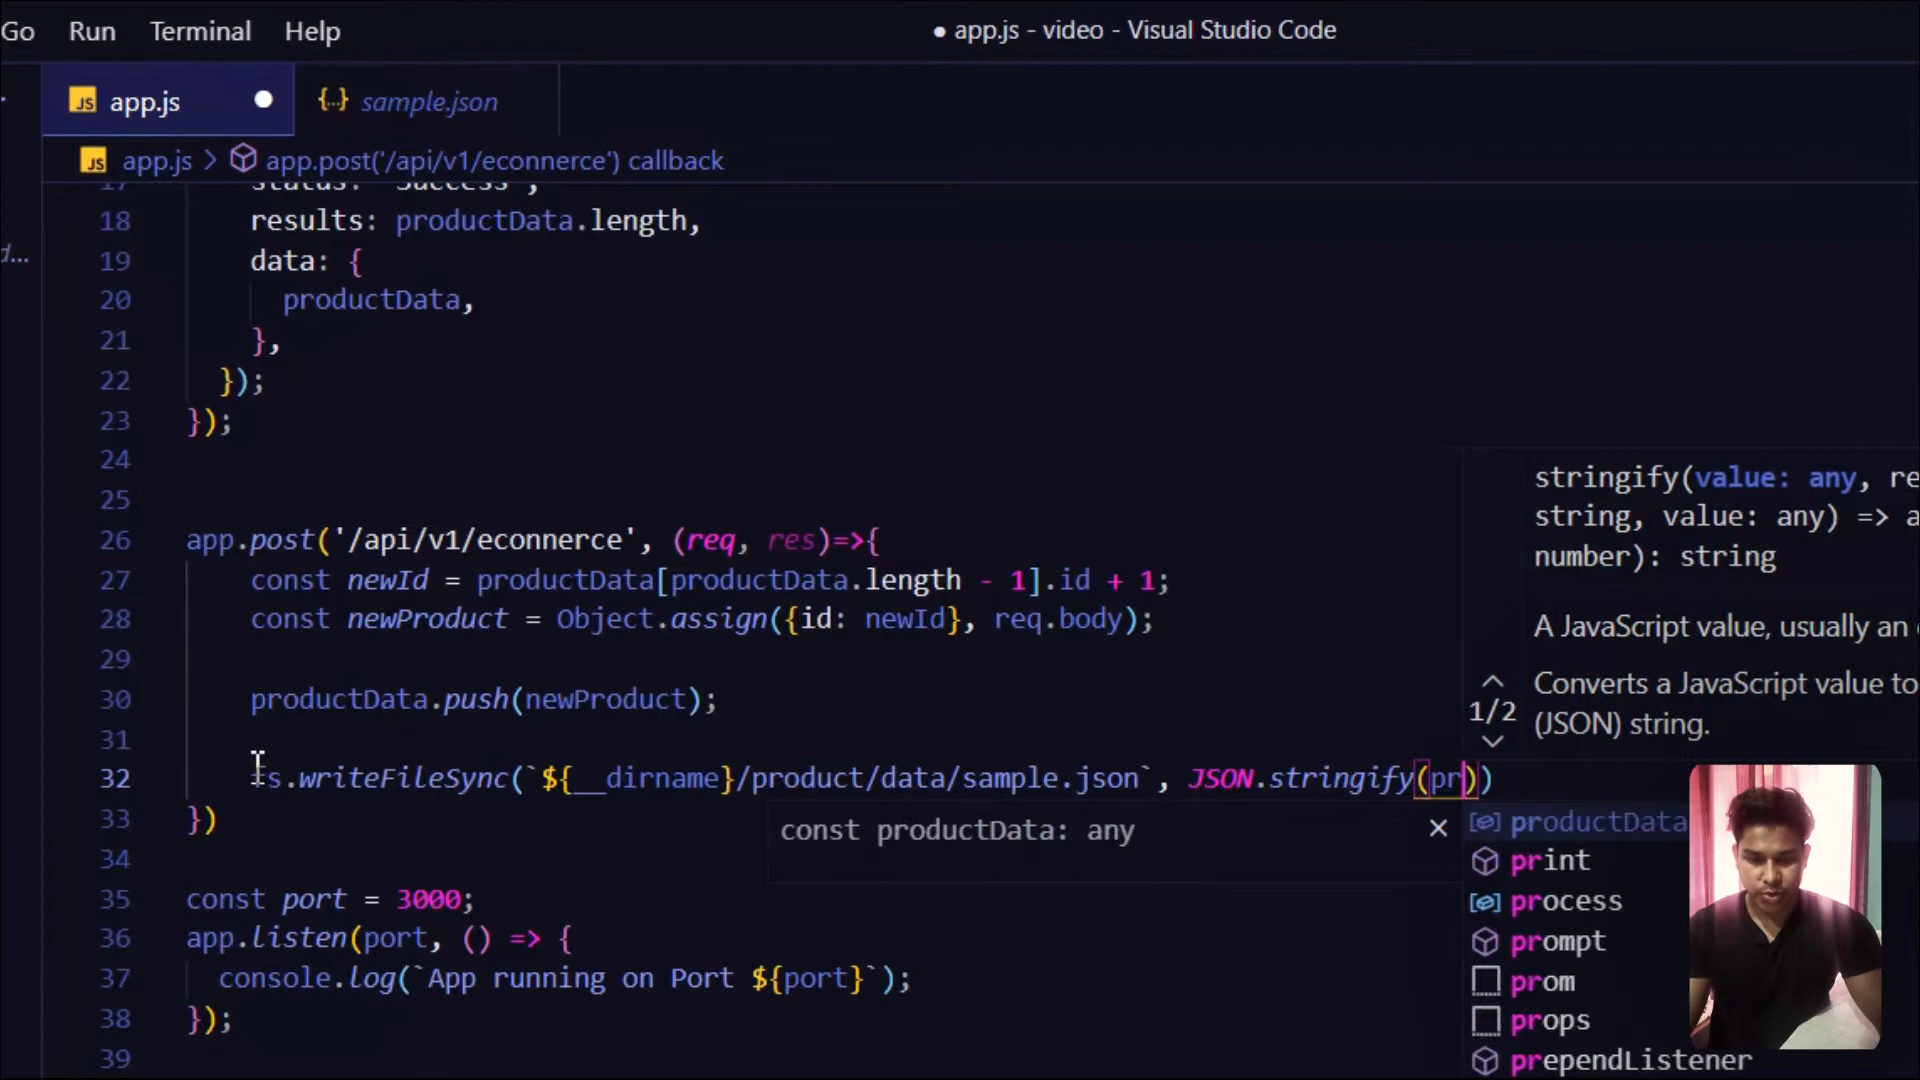 Go Run Terminal Help
● app.js - video - Visual Studio Code
JS app.js ● {..} sample.json
JS app.js > app.post('/api/v1/econnerce') callback
d...
17 status: "Success",
18 results: productData.length,
19 data: {
20 productData,
21 },
22 });
23 });
24
25
26 app.post('/api/v1/econnerce', (req, res)=>{
27 const newId = productData[productData.length - 1].id + 1;
28 const newProduct = Object.assign({id: newId}, req.body);
29
30 productData.push(newProduct);
31
32 fs.writeFileSync(`${__dirname}/product/data/sample.json`, JSON.stringify(pr))
33 })
34
35 const port = 3000;
36 app.listen(port, () => {
37 console.log(`App running on Port ${port}`);
38 });
39
stringify(value: any, re
string, value: any) => a
number): string
A JavaScript value, usually an
Converts a JavaScript value to
(JSON) string.
1/2
const productData: any
productData
print
process
prompt
prom
props
prependListener